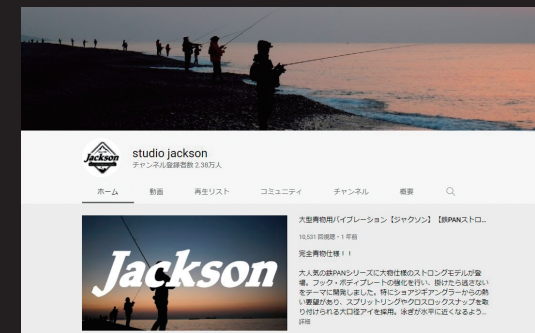 Jackson
studio jackson
チャンネル登録者数 2.38万人
ホーム 動画 再生リスト コミュニティ チャンネル 概要
Jackson
大型青物用バイブレーション【ジャクソン】【鉄PANストロ...
10,531 回視聴・1 年前
完全青物仕様！！
大人気の鉄PANシリーズに大物仕様のストロングモデルが登
場。フック・ボディプレートの強化を行い、掛けたら逃さない
をテーマに開発しました。特にショアジギアングラーからの熱
い要望があり、スプリットリングやクロスロックスナップを取
り付けられる大口径アイを採用。泳ぎが水平に近くなるよう...
詳細